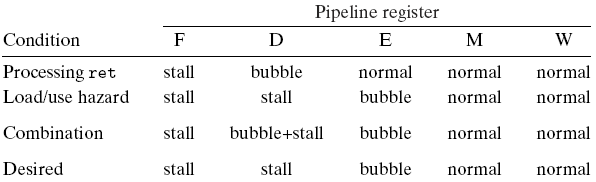 Pipeline register
Condition F D E M W
Processing ret stall bubble normal normal normal
Load/use hazard stall stall bubble normal normal
Combination stall bubble+stall bubble normal normal
Desired stall stall bubble normal normal